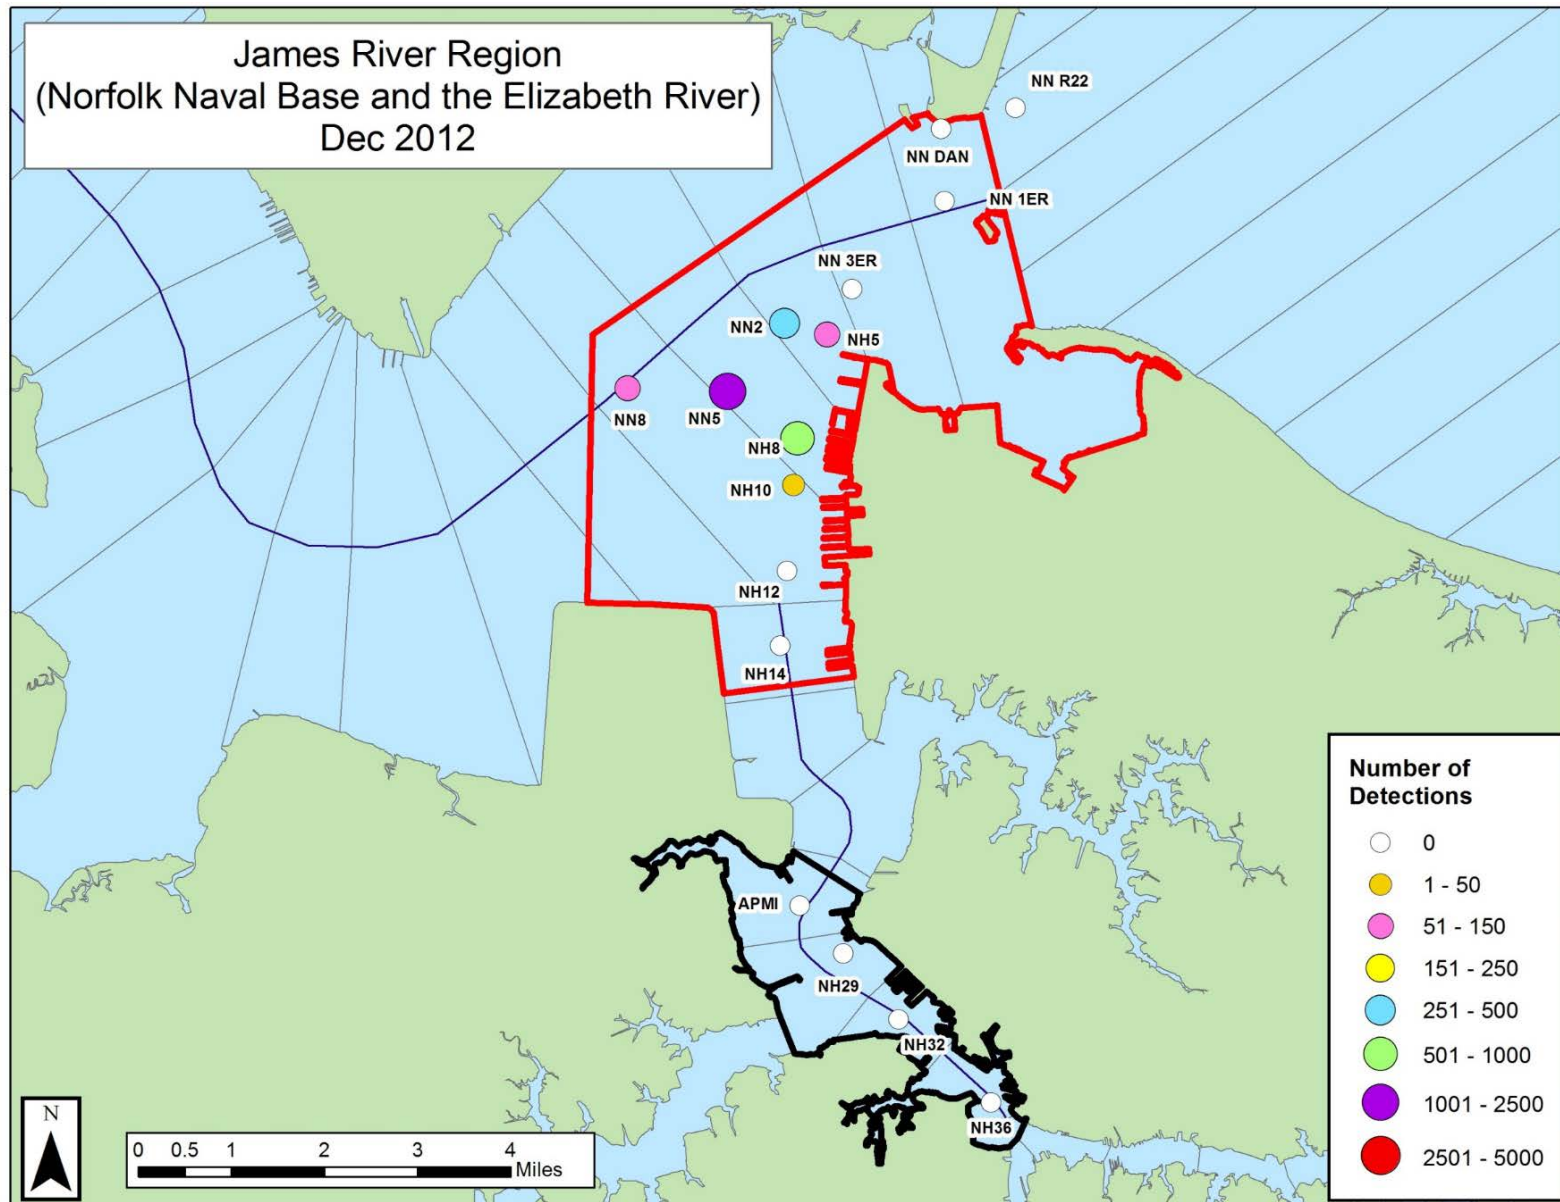 James River Region
(Norfolk Naval Base and the Elizabeth River)
Dec 2012
NN R22
NN DAN
NN 1ER
NN 3ER
NN2
NH5
NN8
NN5
NH8
NH10
NH12
NH14
APMI
NH29
NH32
NH36
Number of
Detections
0
1 - 50
51 - 150
151 - 250
251 - 500
501 - 1000
1001 - 2500
2501 - 5000
N
0 0.5 1 2 3 4
Miles